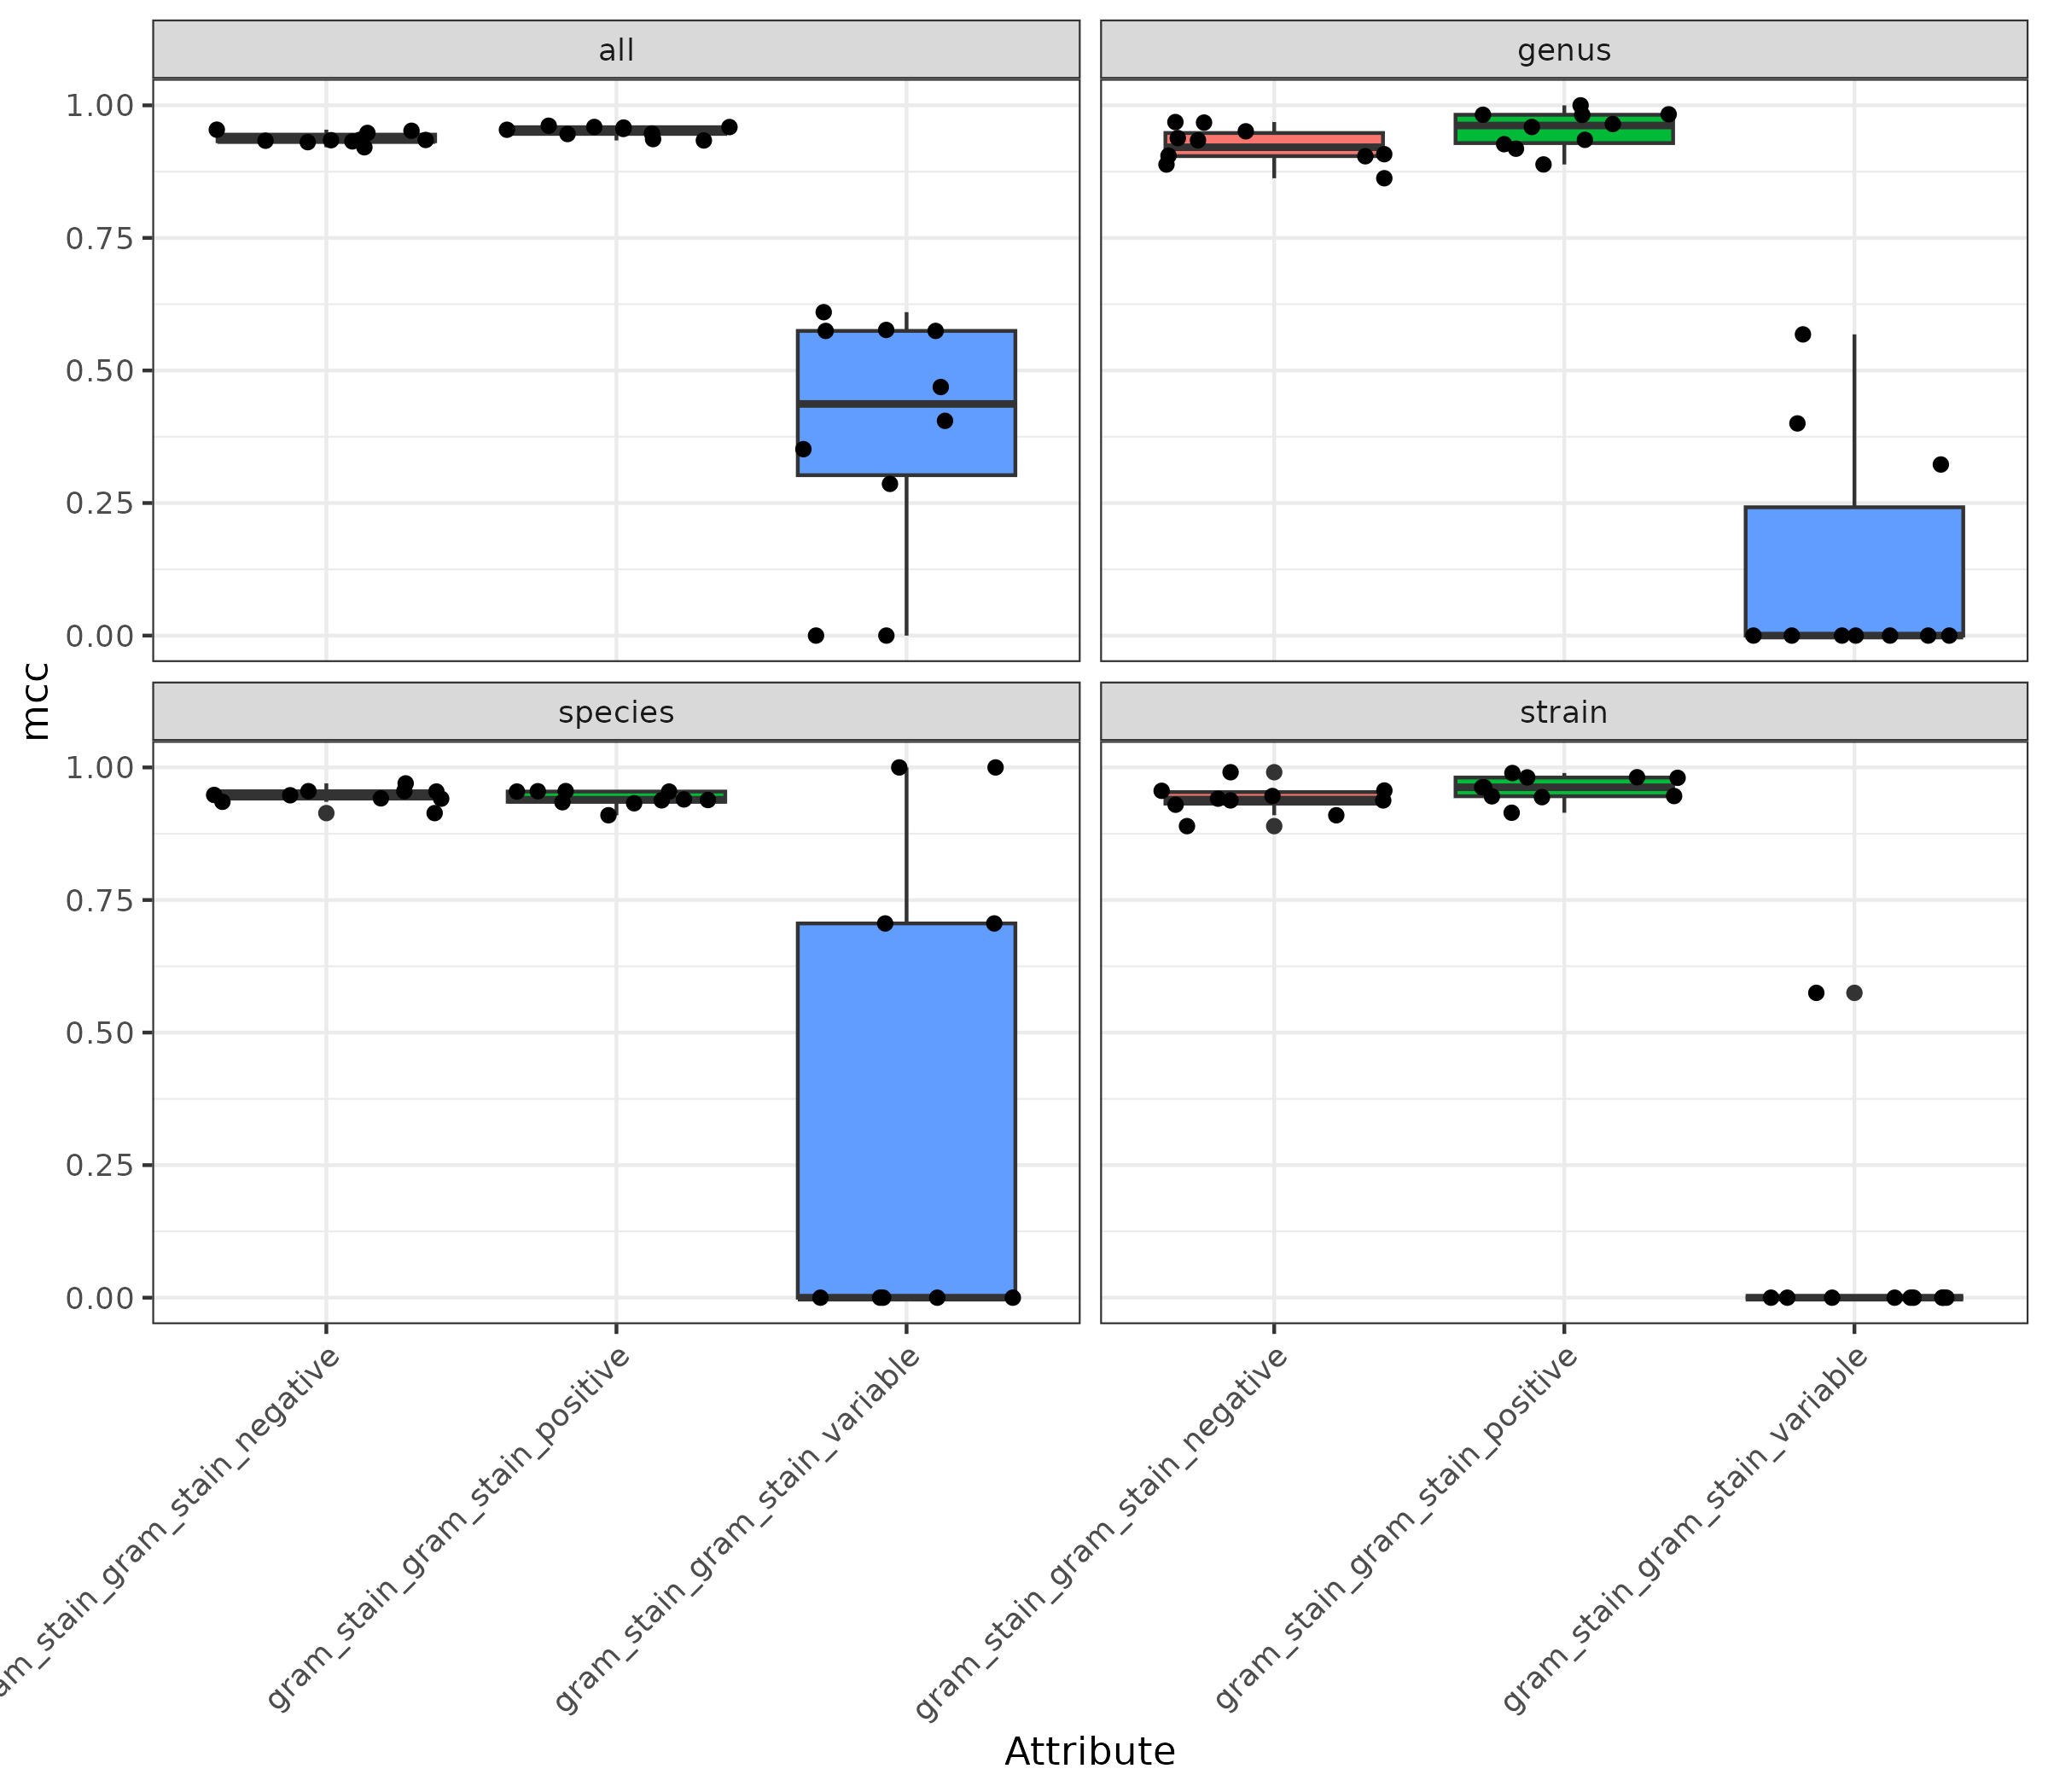 all
genus
1.00
0.75
0.50
0.25
0.00
mcc
species
strain
1.00
0.75
0.50
0.25
0.00
am_stain_gram_stain_negative
gram_stain_gram_stain_positive
gram_stain_gram_stain_variable
gram_stain_gram_stain_negative
gram_stain_gram_stain_positive
gram_stain_gram_stain_variable
Attribute